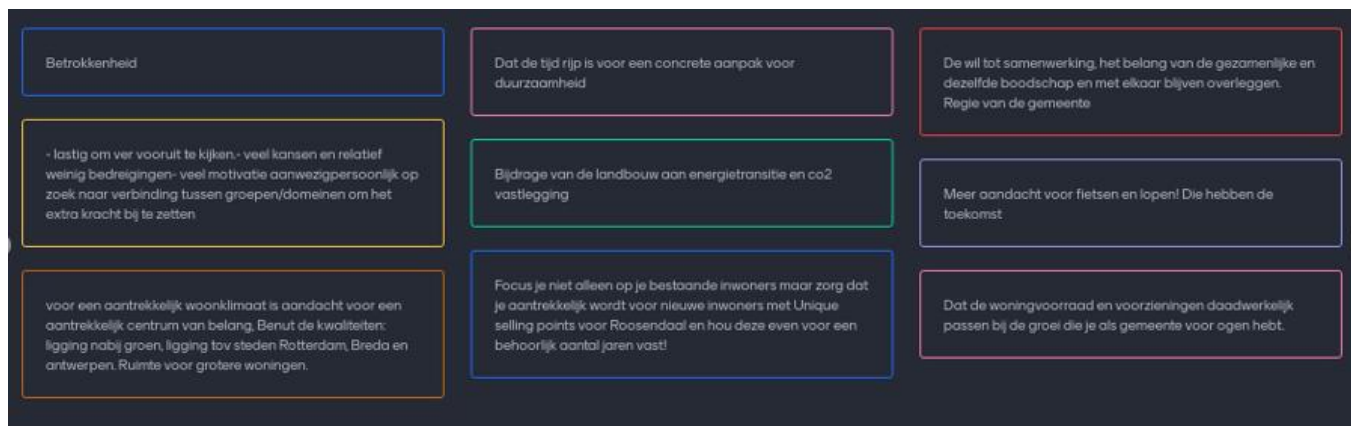 Betrokkenheid
- lastig om ver vooruit te kijken.- veel kansen en relatief
weinig bedreigingen- veel motivatie aanwezigpersoonlijk op
zoek naar verbinding tussen groepen/domeinen om het
extra kracht bij te zetten
voor een aantrekkelijk woonklimaat is aandacht voor een
aantrekkelijk centrum van belang, Benut de kwaliteiten:
ligging nabij groen, ligging tov steden Rotterdam, Breda en
antwerpen. Ruimte voor grotere woningen.
Dat de tijd rijp is voor een concrete aanpak voor
duurzaamheid
Bijdrage van de landbouw aan energietransitie en co2
vastlegging
Focus je niet alleen op je bestaande inwoners maar zorg dat
je aantrekkelijk wordt voor nieuwe inwoners met Unique
selling points voor Roosendaal en hou deze even voor een
behoorlijk aantal jaren vast!
De wil tot samenwerking, het belang van de gezamenlijke en
dezelfde boodschap en met elkaar blijven overleggen.
Regie van de gemeente
Meer aandacht voor fietsen en lopen! Die hebben de
toekomst
Dat de woningvoorraad en voorzieningen daadwerkelijk
passen bij de groei die je als gemeente voor ogen hebt.